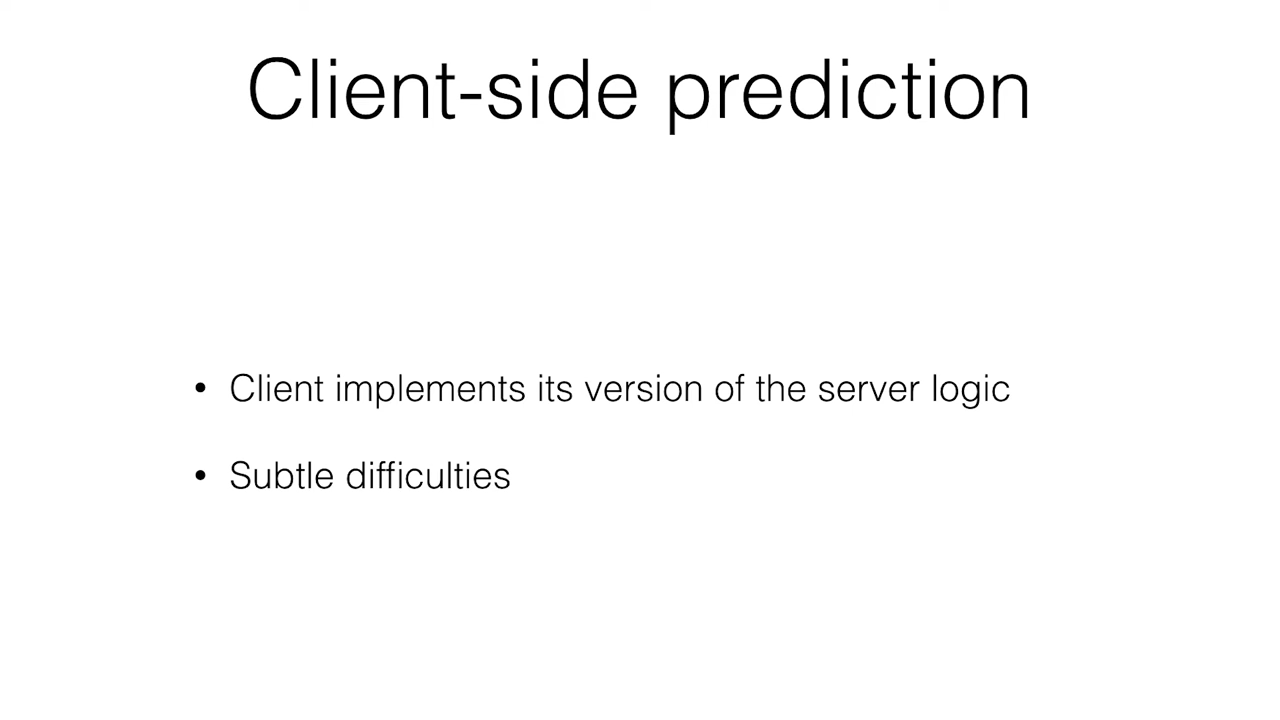 Client-side prediction
• Client implements its version of the server logic
• Subtle difficulties